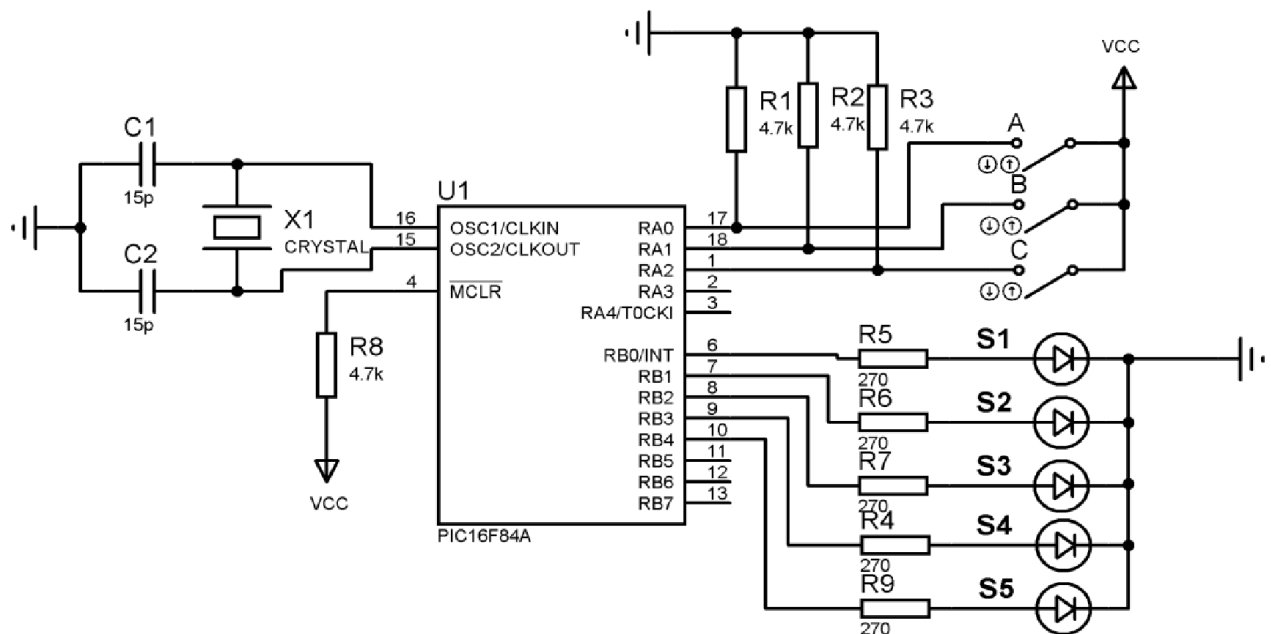 VCC
R1
4.7k
R2
4.7k
R3
4.7k
A
B
C
C1
15p
X1
CRYSTAL
C2
15p
U1
16
OSC1/CLKIN
15
OSC2/CLKOUT
4
MCLR
RA0
17
RA1
18
RA2
1
RA3
2
RA4/T0CKI
3
RB0/INT
6
RB1
7
RB2
8
RB3
9
RB4
10
RB5
11
RB6
12
RB7
13
PIC16F84A
R8
4.7k
VCC
R5
270
S1
R6
270
S2
R7
270
S3
R4
270
S4
R9
270
S5